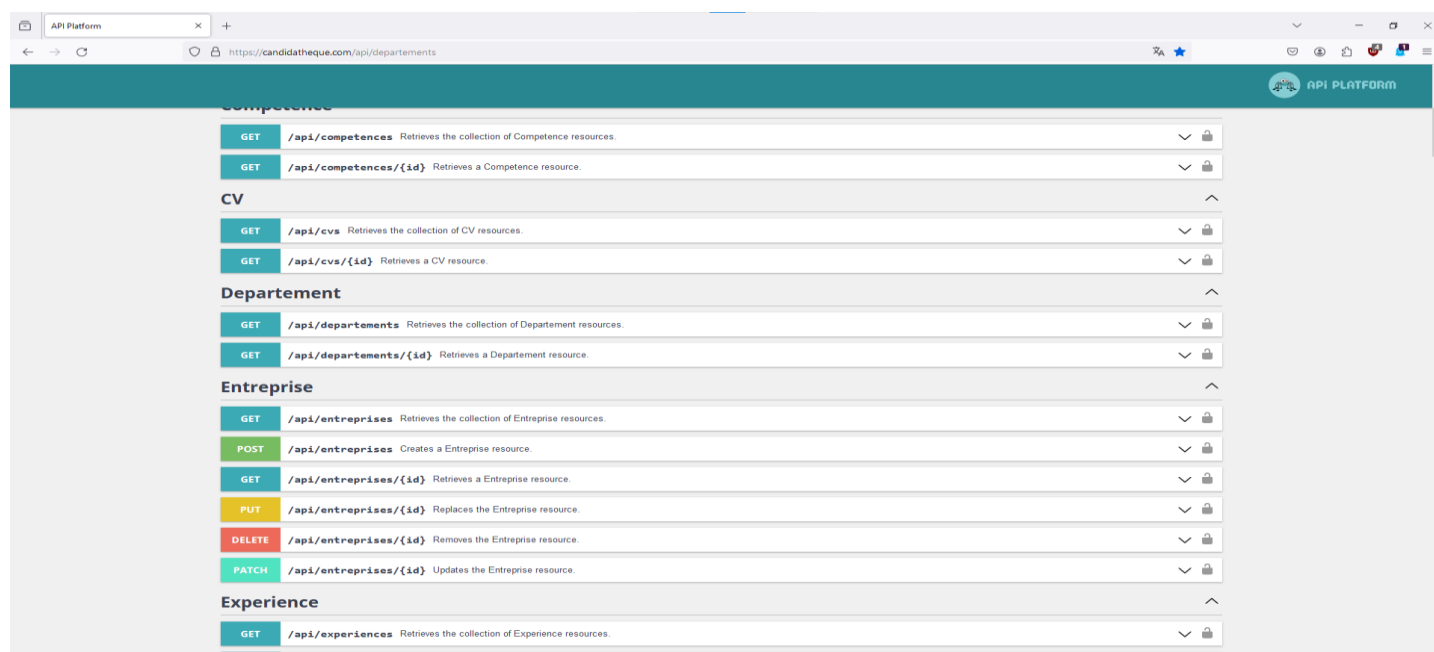 API Platform
https://candidatheque.com/api/departements
API PLATFORM
Competence
GET /api/competences Retrieves the collection of Competence resources.
GET /api/competences/{id} Retrieves a Competence resource.
CV
GET /api/cvs Retrieves the collection of CV resources.
GET /api/cvs/{id} Retrieves a CV resource.
Departement
GET /api/departements Retrieves the collection of Departement resources.
GET /api/departements/{id} Retrieves a Departement resource.
Entreprise
GET /api/entreprises Retrieves the collection of Entreprise resources.
POST /api/entreprises Creates a Entreprise resource.
GET /api/entreprises/{id} Retrieves a Entreprise resource.
PUT /api/entreprises/{id} Replaces the Entreprise resource.
DELETE /api/entreprises/{id} Removes the Entreprise resource.
PATCH /api/entreprises/{id} Updates the Entreprise resource.
Experience
GET /api/experiences Retrieves the collection of Experience resources.